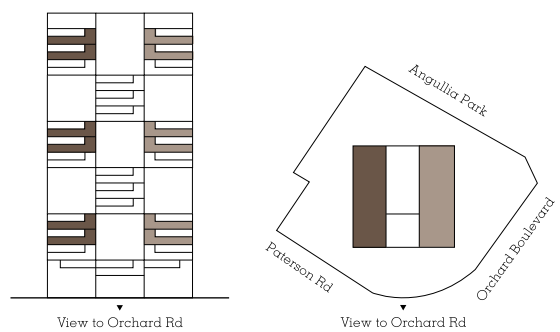 Angullia Park
Orchard Boulevard
Paterson Rd
View to Orchard Rd
View to Orchard Rd